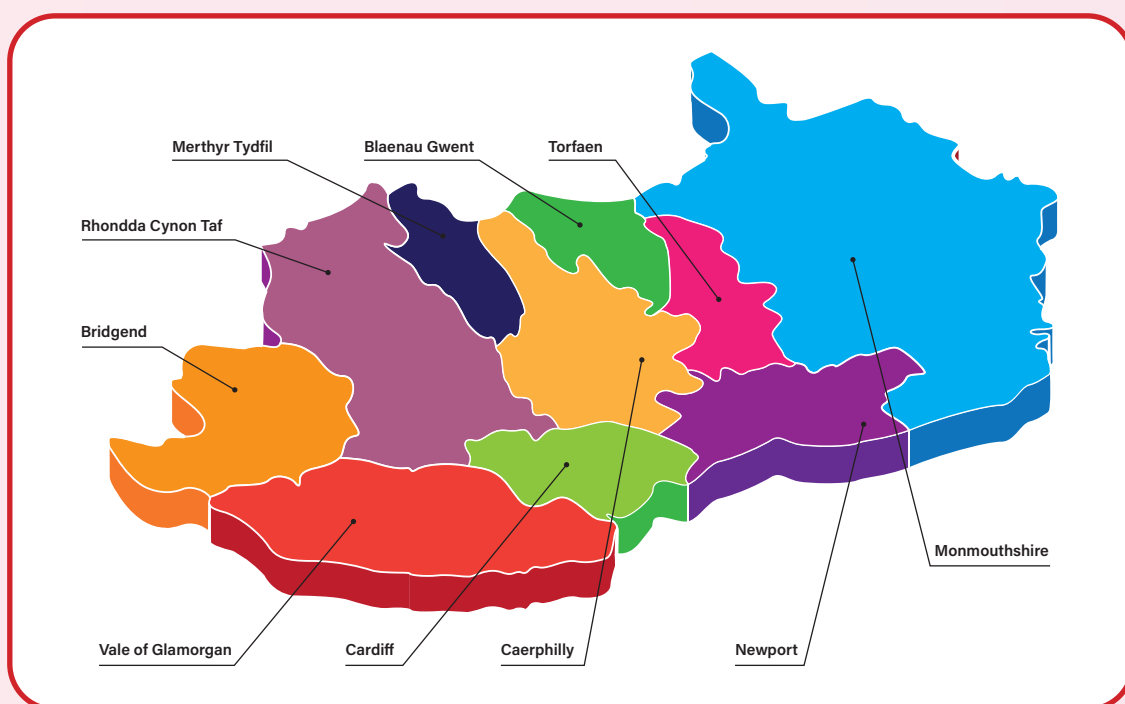 Merthyr Tydfil
Blaenau Gwent
Torfaen
Rhondda Cynon Taf
Bridgend
Monmouthshire
Vale of Glamorgan
Cardiff
Caerphilly
Newport